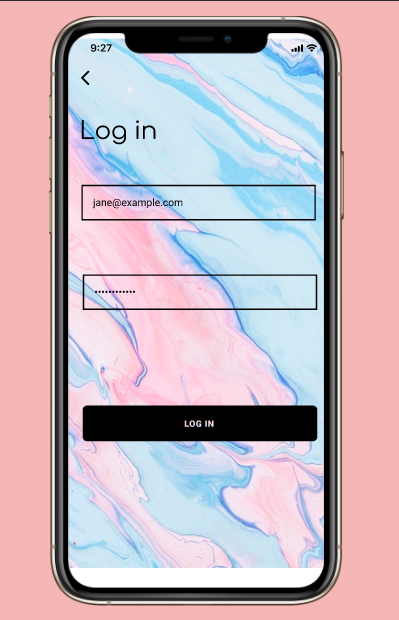 9:27
Log in
jane@example.com
••••••••••••
LOG IN